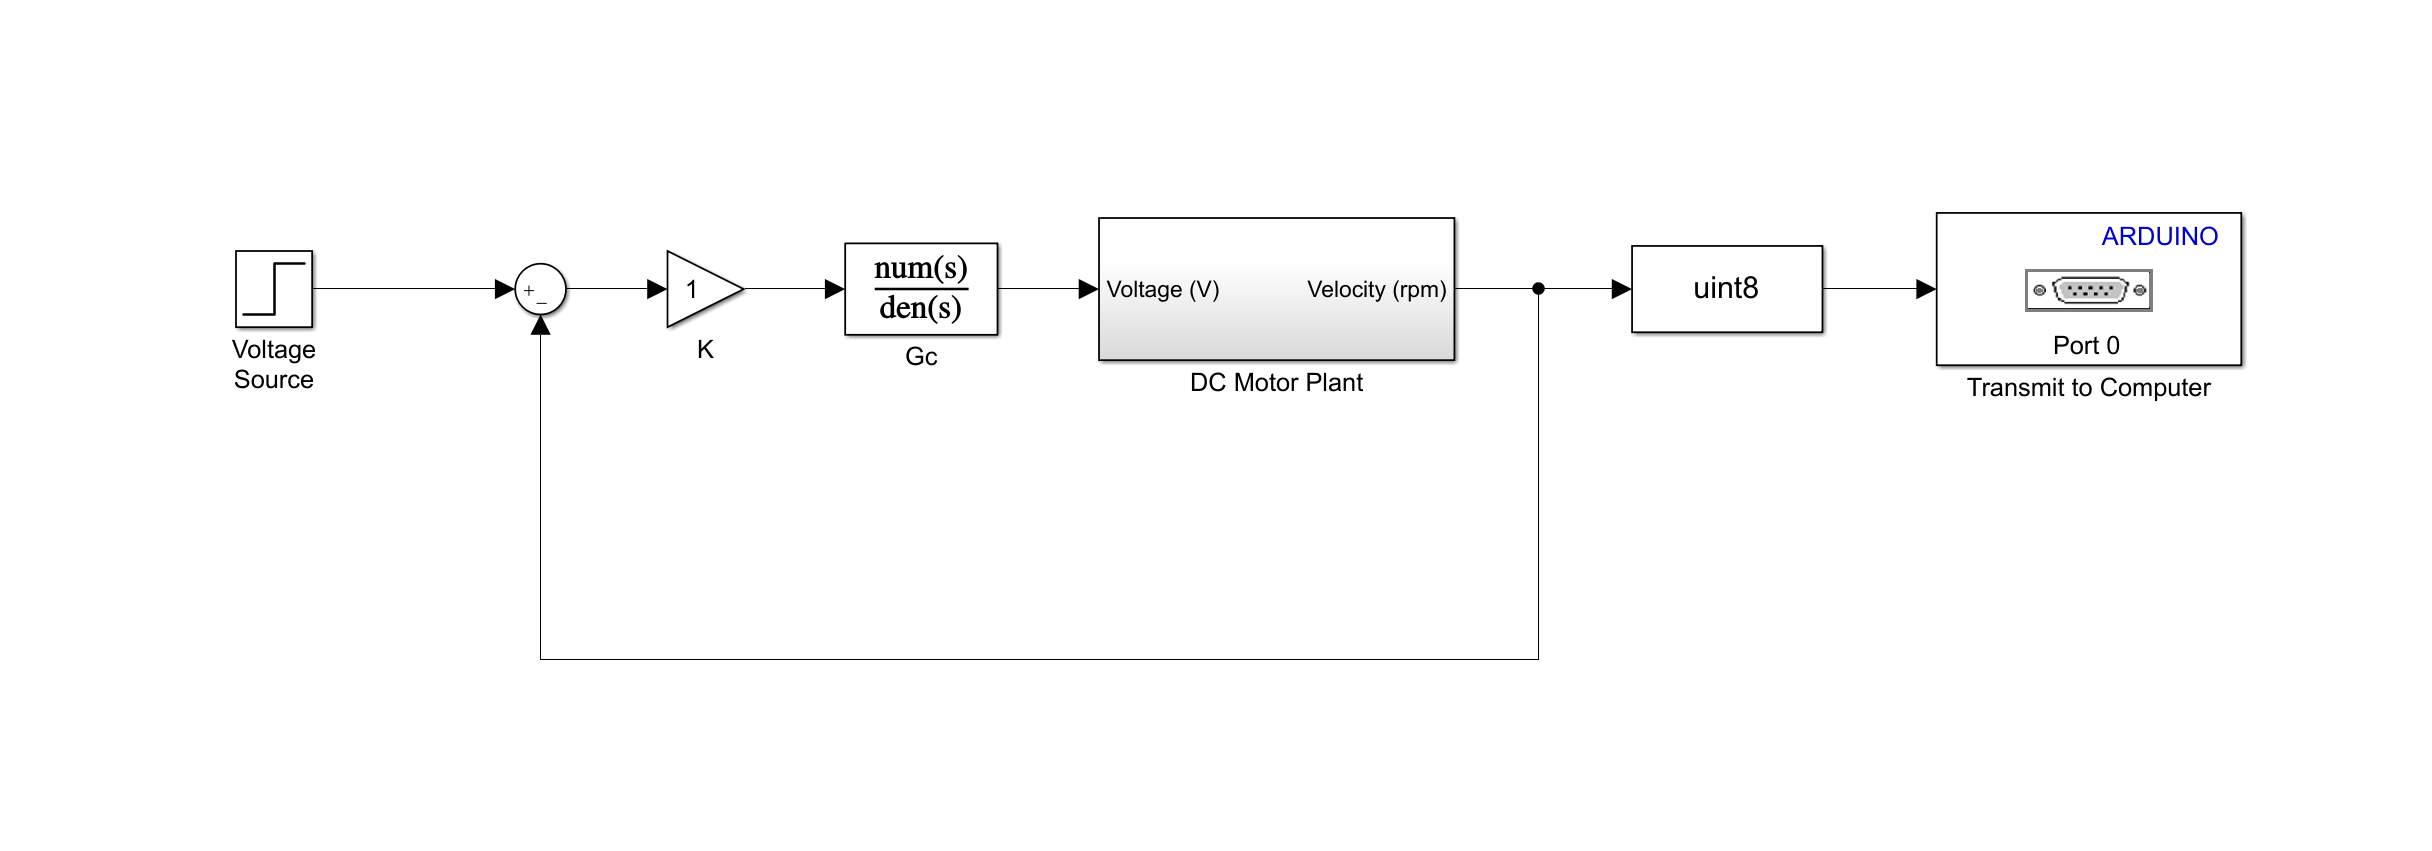 Voltage
Source
+
−
1
K
num(s)
den(s)
Gc
Voltage (V)
Velocity (rpm)
DC Motor Plant
uint8
ARDUINO
Port 0
Transmit to Computer